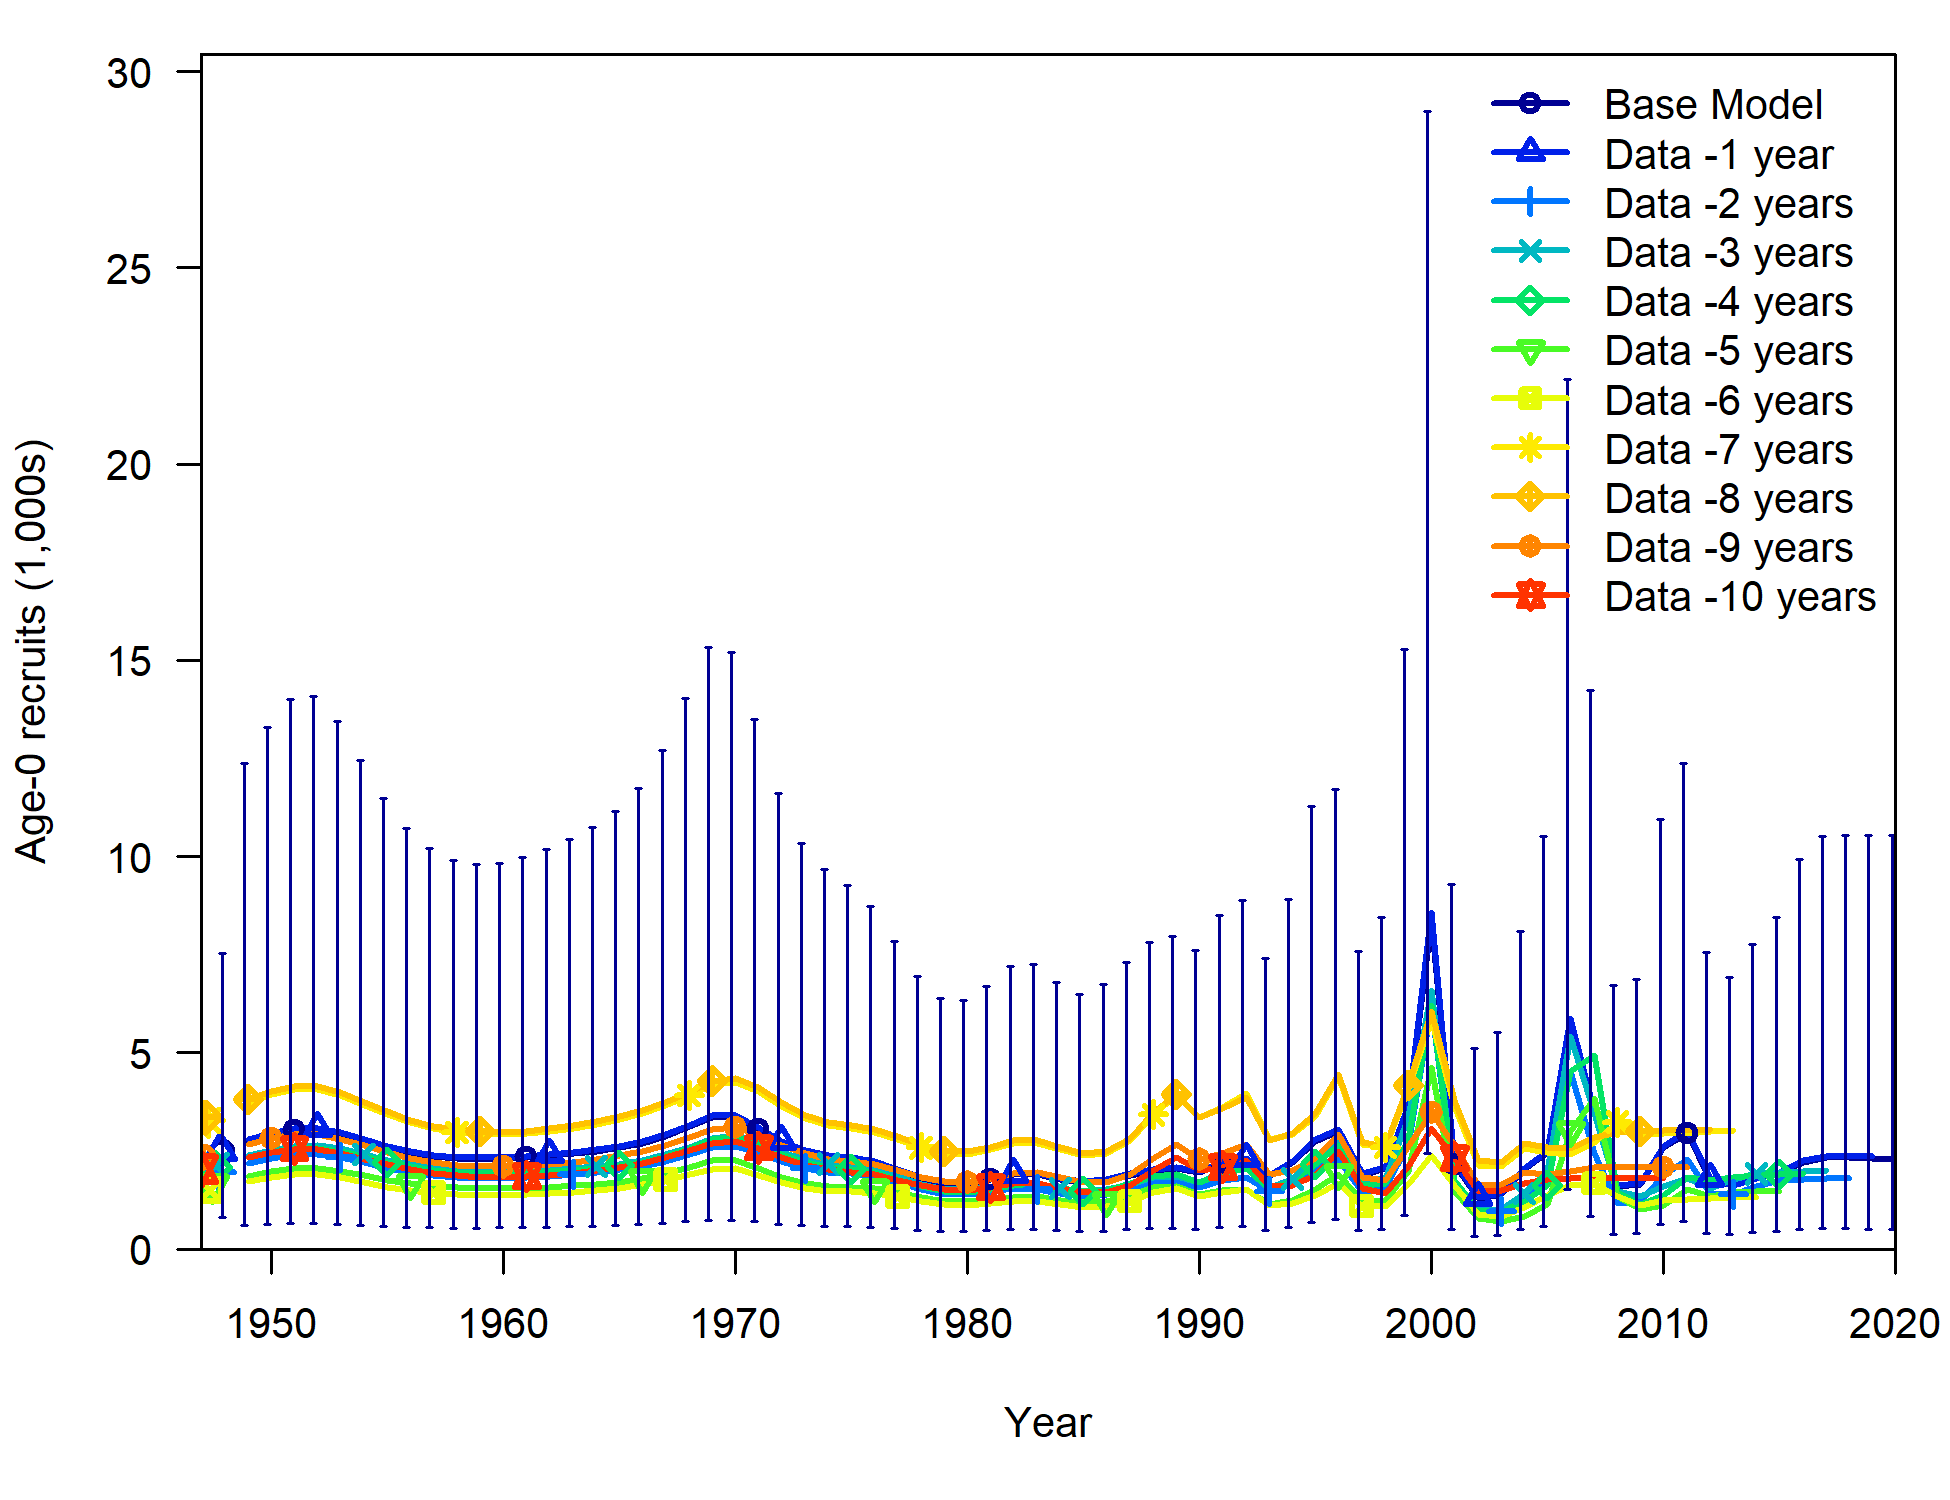 Age-0 recruits (1,000s)
30
25
20
15
10
5
0
Base Model
Data -1 year
Data -2 years
Data -3 years
Data -4 years
Data -5 years
Data -6 years
Data -7 years
Data -8 years
Data -9 years
Data -10 years
1950 1960 1970 1980 1990 2000 2010 2020
Year